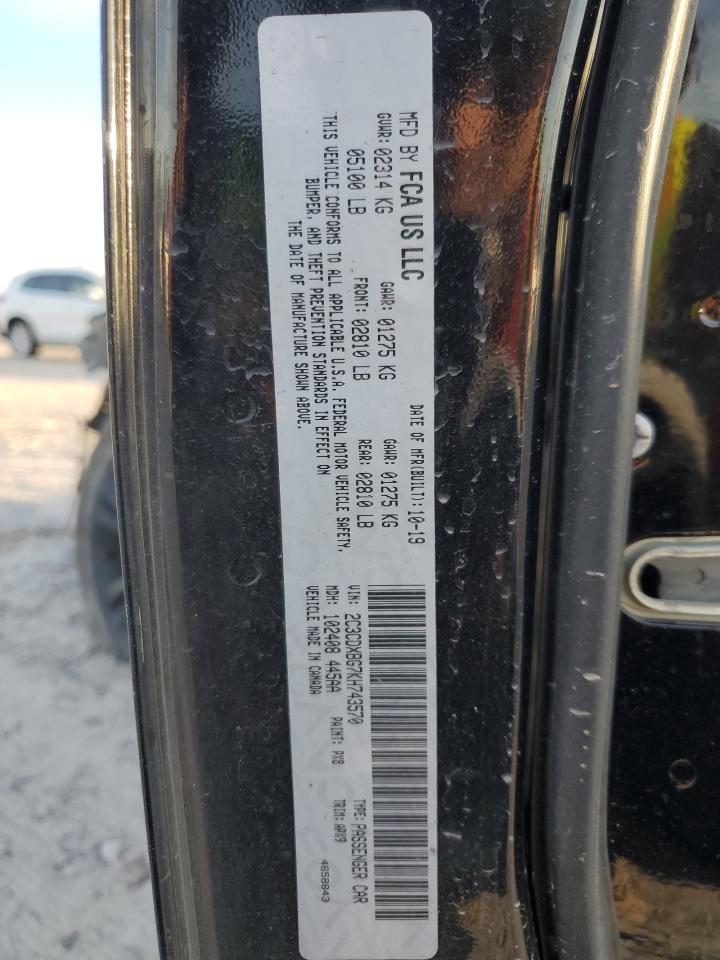 MFD BY FCA US LLC
DATE OF MFR(BUILT): 10-19
GVWR: 02314 KG GAWR: 01275 KG GAWR: 01275 KG
05100 LB FRONT: 02810 LB REAR: 02810 LB
THIS VEHICLE CONFORMS TO ALL APPLICABLE U.S.A. FEDERAL MOTOR VEHICLE SAFETY,
BUMPER, AND THEFT PREVENTION STANDARDS IN EFFECT ON
THE DATE OF MANUFACTURE SHOWN ABOVE.
VIN: 2C3CDXBG7KH743570 TYPE: PASSENGER CAR
MDH: 102408 445AA PAINT: PX8 TRIM: APX9
VEHICLE MADE IN CANADA 4658843